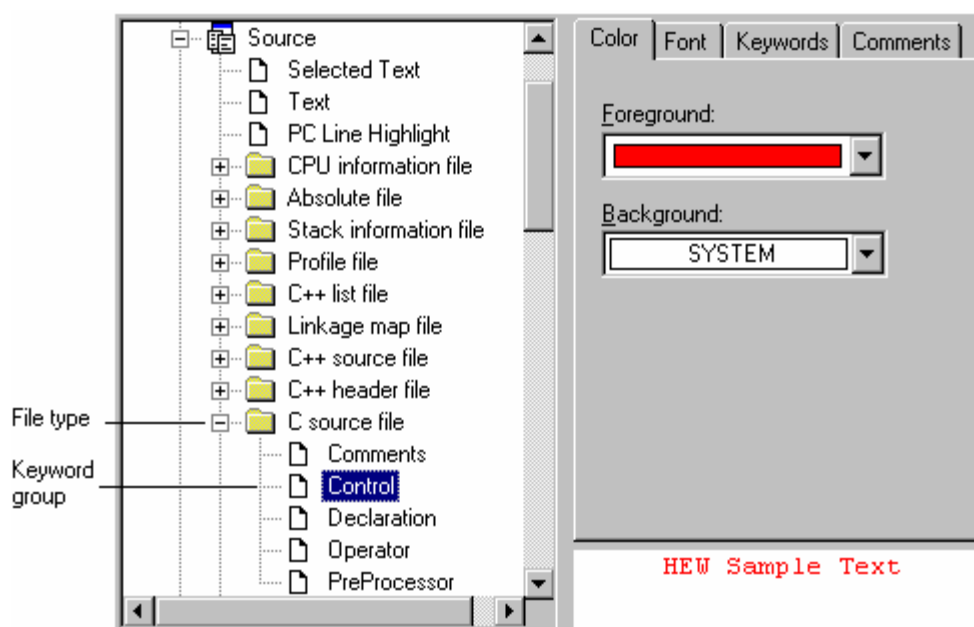 Source
Selected Text
Text
PC Line Highlight
CPU information file
Absolute file
Stack information file
Profile file
C++ list file
Linkage map file
C++ source file
C++ header file
File type
C source file
Comments
Keyword
group
Control
Declaration
Operator
PreProcessor
Color
Font
Keywords
Comments
Foreground:
Background:
SYSTEM
HEW Sample Text